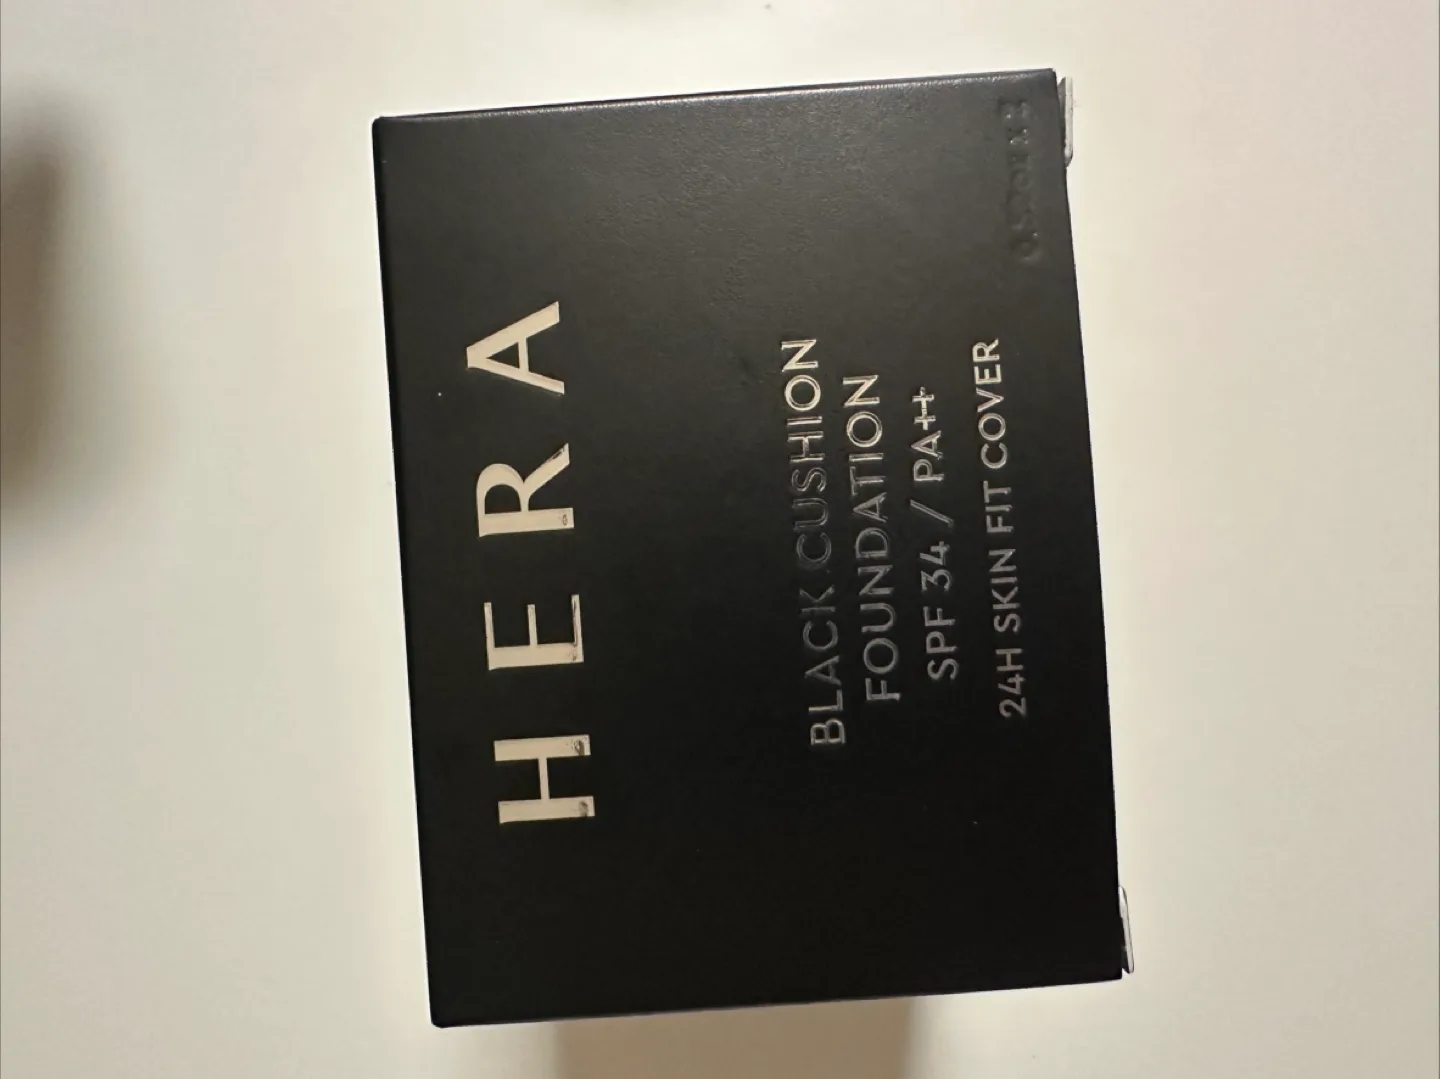 HERA
BLACK CUSHION
FOUNDATION
SPF 34 / PA++
24H SKIN FIT COVER